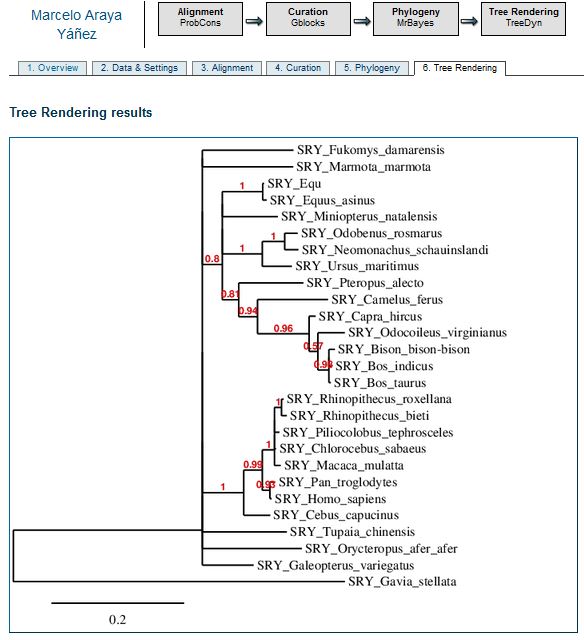 Marcelo Araya
Yáñez
Alignment
ProbCons
Curation
Gblocks
Phylogeny
MrBayes
Tree Rendering
TreeDyn
1. Overview
2. Data & Settings
3. Alignment
4. Curation
5. Phylogeny
6. Tree Rendering
Tree Rendering results
SRY_Fukomys_damarensis
SRY_Marmota_marmota
1 SRY_Equ
SRY_Equus_asinus
SRY_Miniopterus_natalensis
1 SRY_Odobenus_rosmarus
1 SRY_Neomonachus_schauinslandi
0.8 SRY_Ursus_maritimus
SRY_Pteropus_alecto
0.81 SRY_Camelus_ferus
0.94 SRY_Capra_hircus
0.96 SRY_Odocoileus_virginianus
0.57 SRY_Bison_bison-bison
0.98 SRY_Bos_indicus
SRY_Bos_taurus
1 SRY_Rhinopithecus_roxellana
SRY_Rhinopithecus_bieti
SRY_Piliocolobus_tephrosceles
1 SRY_Chlorocebus_sabaeus
0.99 SRY_Macaca_mulatta
1 0.93 SRY_Pan_troglodytes
SRY_Homo_sapiens
SRY_Cebus_capucinus
SRY_Tupaia_chinensis
SRY_Orycteropus_afer_afer
SRY_Galeopterus_variegatus
SRY_Gavia_stellata
0.2